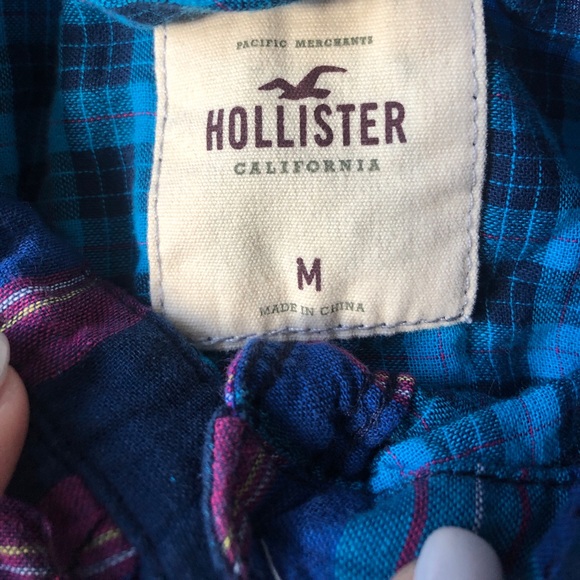 PACIFIC MERCHANTS
HOLLISTER
CALIFORNIA
M
MADE IN CHINA